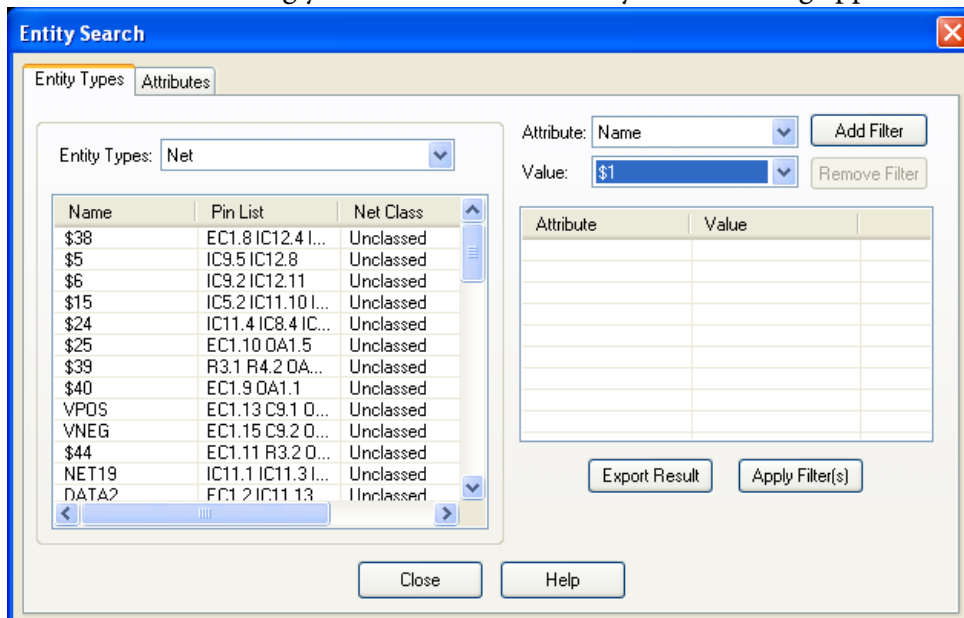 Entity Search
Entity Types Attributes
Entity Types: Net
Name Pin List Net Class
$38 EC1.8 IC12.4 I... Unclassed
$5 IC9.5 IC12.8 Unclassed
$6 IC9.2 IC12.11 Unclassed
$15 IC5.2 IC11.10 I... Unclassed
$24 IC11.4 IC8.4 IC... Unclassed
$25 EC1.10 OA1.5 Unclassed
$39 R3.1 R4.2 OA... Unclassed
$40 EC1.9 OA1.1 Unclassed
VPOS EC1.13 C9.1 O... Unclassed
VNEG EC1.15 C9.2 O... Unclassed
$44 EC1.11 R3.2 O... Unclassed
NET19 IC11.1 IC11.3 I... Unclassed
DATA2 EC1.2 IC11.13 Unclassed
Attribute: Name Add Filter
Value: $1 Remove Filter
Attribute Value
Export Result Apply Filter(s)
Close Help